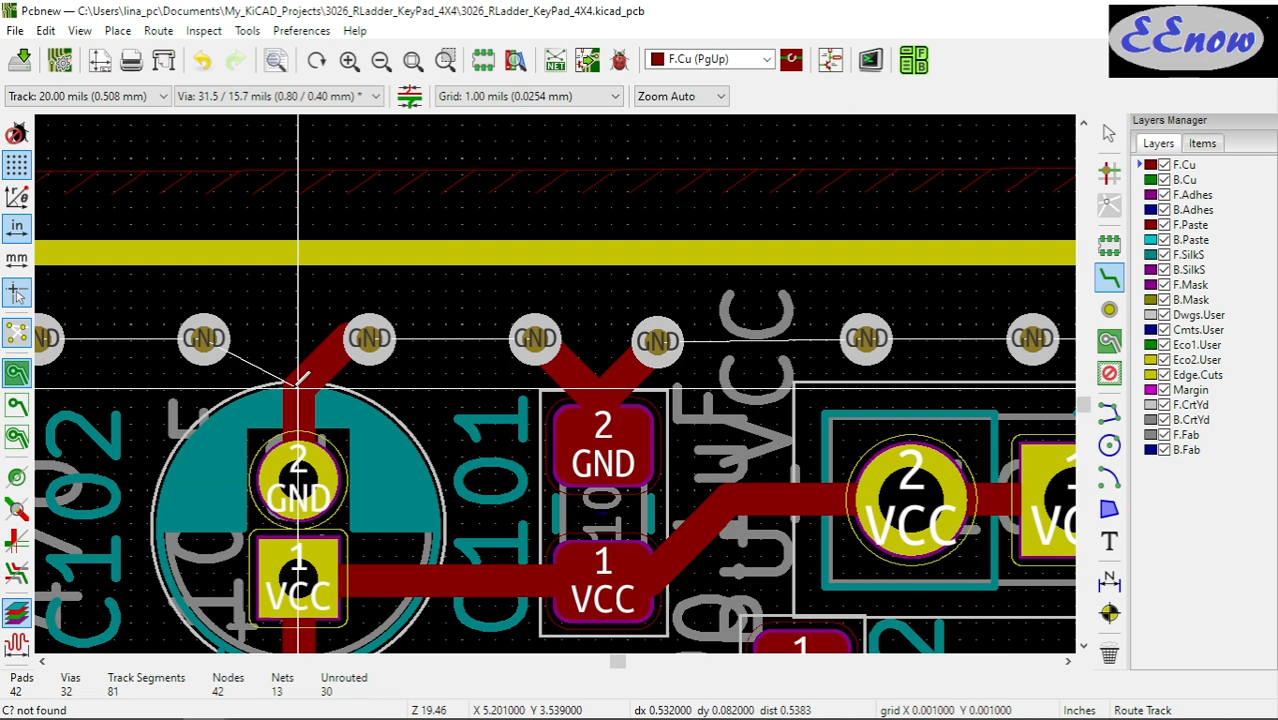 Pcbnew — C:\Users\lina_pc\Documents\My_KiCAD_Projects\3026_RLadder_KeyPad_4X4\3026_RLadder_KeyPad_4X4.kicad_pcb
EEnow
File Edit View Place Route Inspect Tools Preferences Help
NET
F.Cu (PgUp)
Track: 20.00 mils (0.508 mm)
Via: 31.5 / 15.7 mils (0.80 / 0.40 mm) *
Grid: 1.00 mils (0.0254 mm)
Zoom Auto
in
mm
Layers Manager
Layers
Items
F.Cu
B.Cu
F.Adhes
B.Adhes
F.Paste
B.Paste
F.SilkS
B.SilkS
F.Mask
B.Mask
Dwgs.User
Cmts.User
Eco1.User
Eco2.User
Edge.Cuts
Margin
F.CrtYd
B.CrtYd
F.Fab
B.Fab
GND
GND
GND
GND
GND
GND
C102
2
GND
1
VCC
C101
2
GND
1
VCC
2
VCC
1
Pads
42
Vias
32
Track Segments
81
Nodes
42
Nets
13
Unrouted
30
C? not found
Z 19.46
X 5.201000 Y 3.539000
dx 0.532000 dy 0.082000 dist 0.5383
grid X 0.001000 Y 0.001000
Inches
Route Track